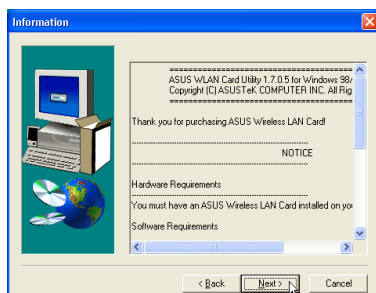 Information
==========================================
ASUS WLAN Card Utility 1.7.0.5 for Windows 98/
Copyright (C) ASUSTeK COMPUTER INC. All Rig
==========================================
Thank you for purchasing ASUS Wireless LAN Card!
--------------------------------------------------------
NOTICE
--------------------------------------------------------
Hardware Requirements
--------------------------------------------------------
You must have an ASUS Wireless LAN Card installed on you
Software Requirements
< Back
Next >
Cancel